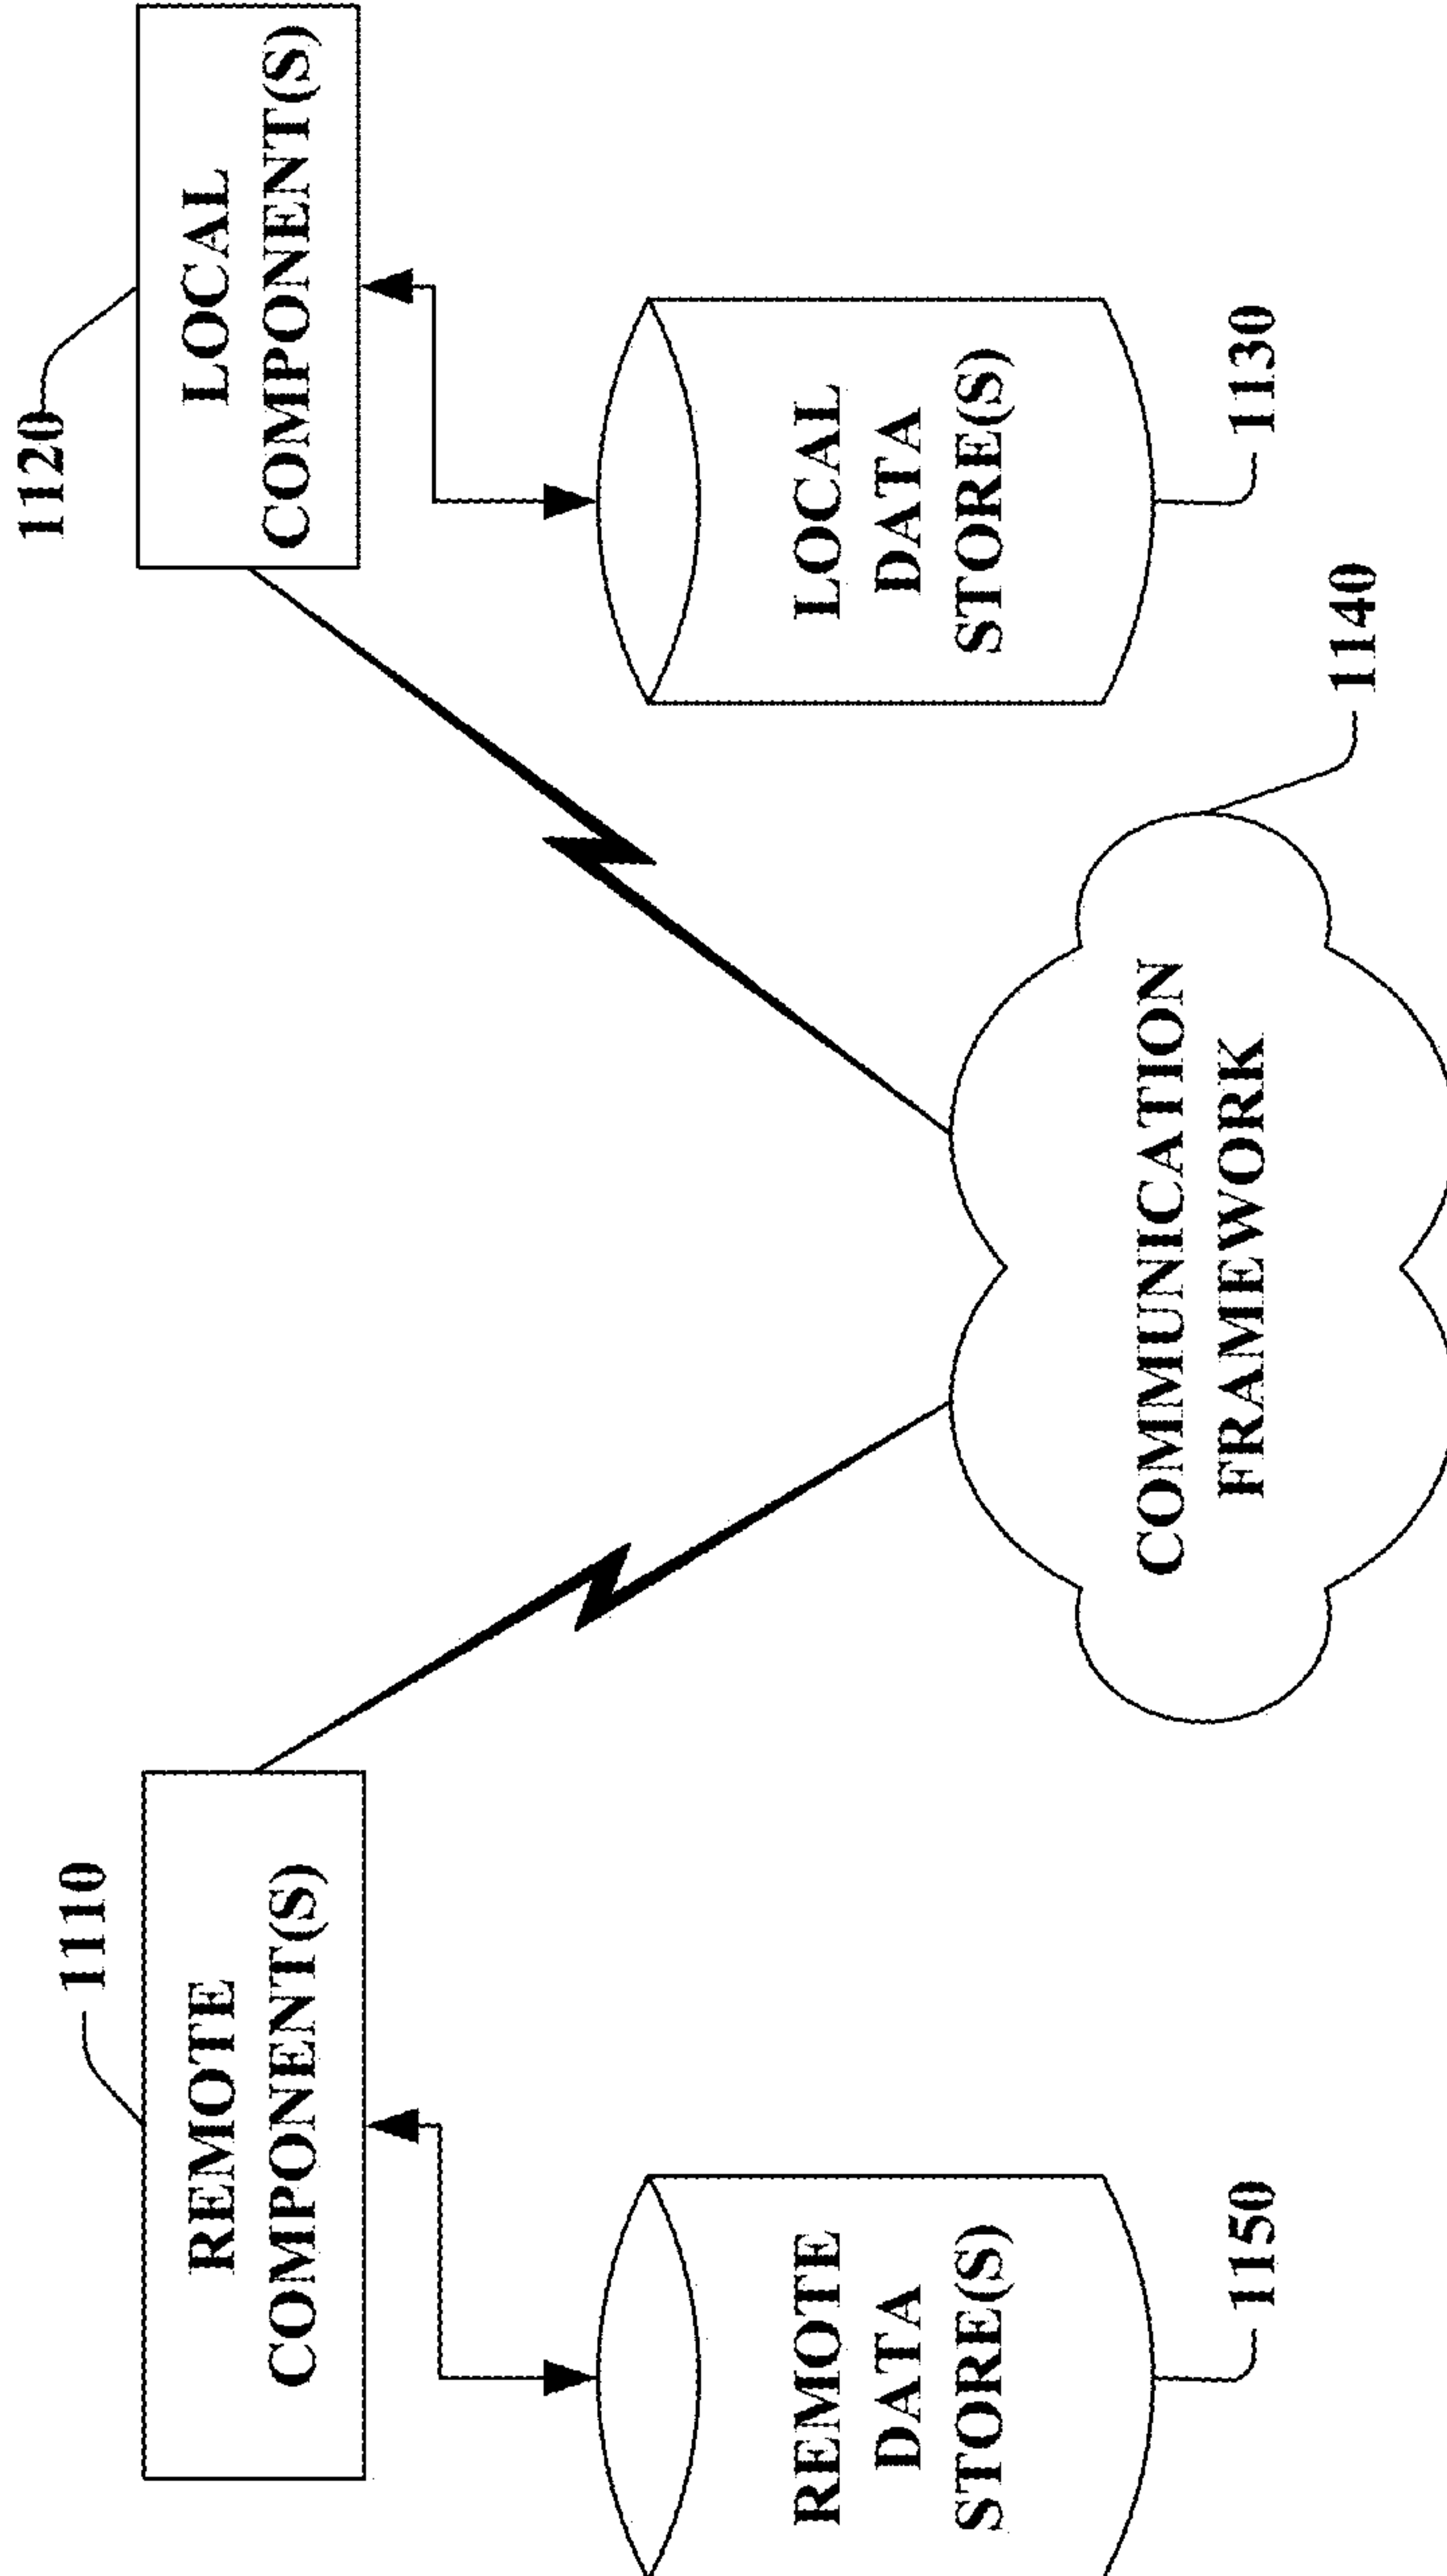 1110
REMOTE
COMPONENT(S)
1120
LOCAL
COMPONENT(S)
REMOTE
DATA
STORE(S)
1150
COMMUNICATION
FRAMEWORK
1140
LOCAL
DATA
STORE(S)
1130